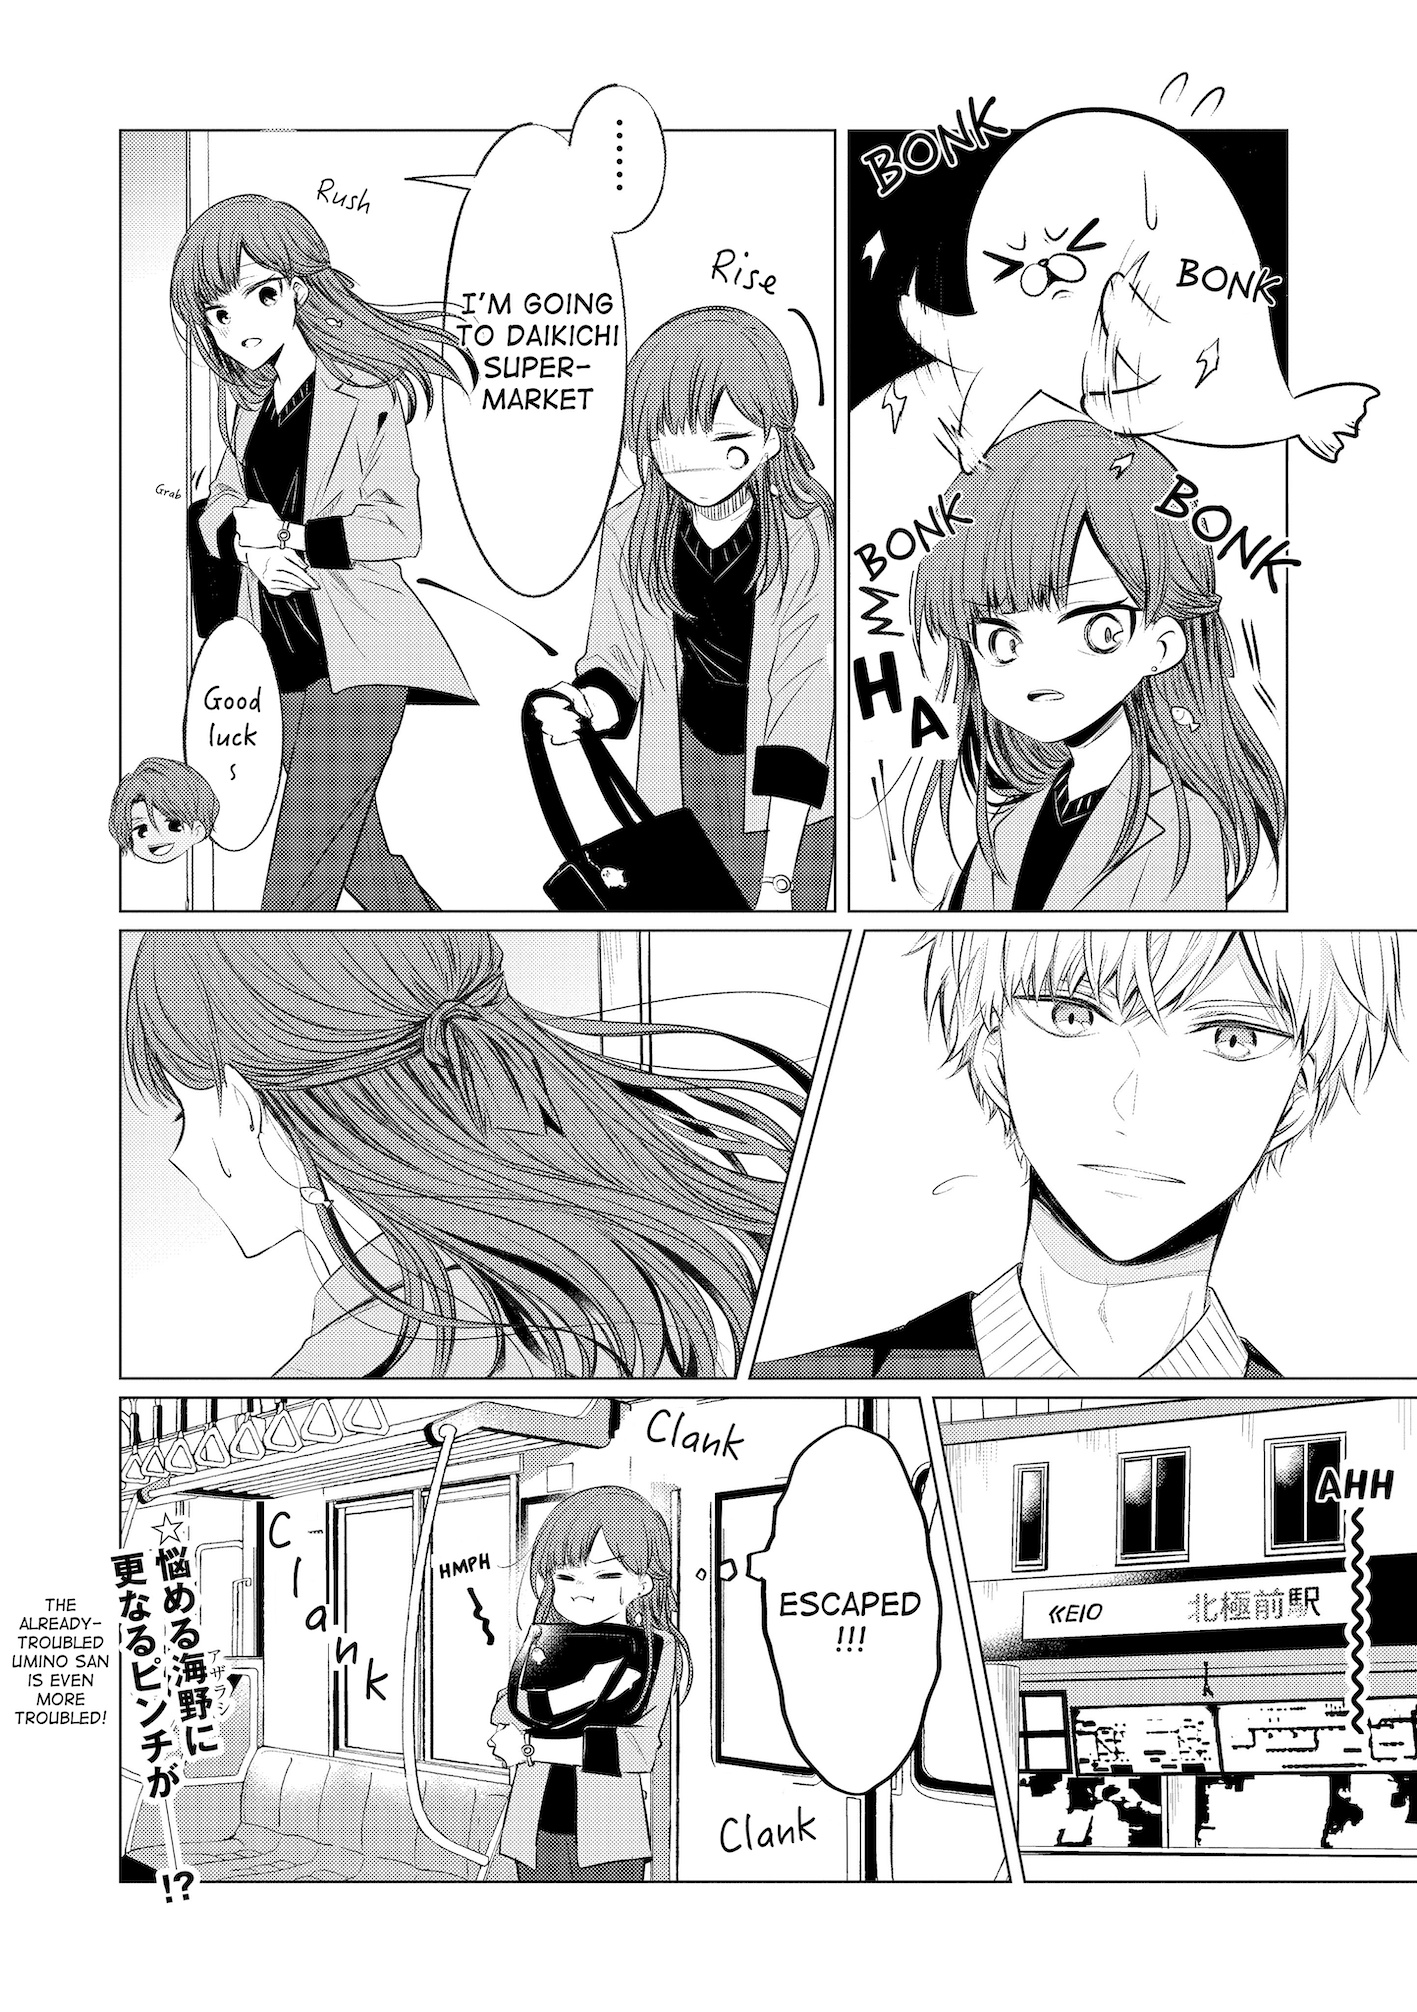 BONK
BONK
BONK
BONK
HA
Rise
......
I'M GOING
TO DAIKICHI
SUPER-
MARKET
Rush
Grab
Good
luck
s
AHH
KEIO
北極前駅
Clank
ESCAPED
!!!
HMPH
Clank
Clank
☆悩める海野に
アザラシ
更なるピンチが
!?
THE
ALREADY-
TROUBLED
UMINO SAN
IS EVEN
MORE
TROUBLED!